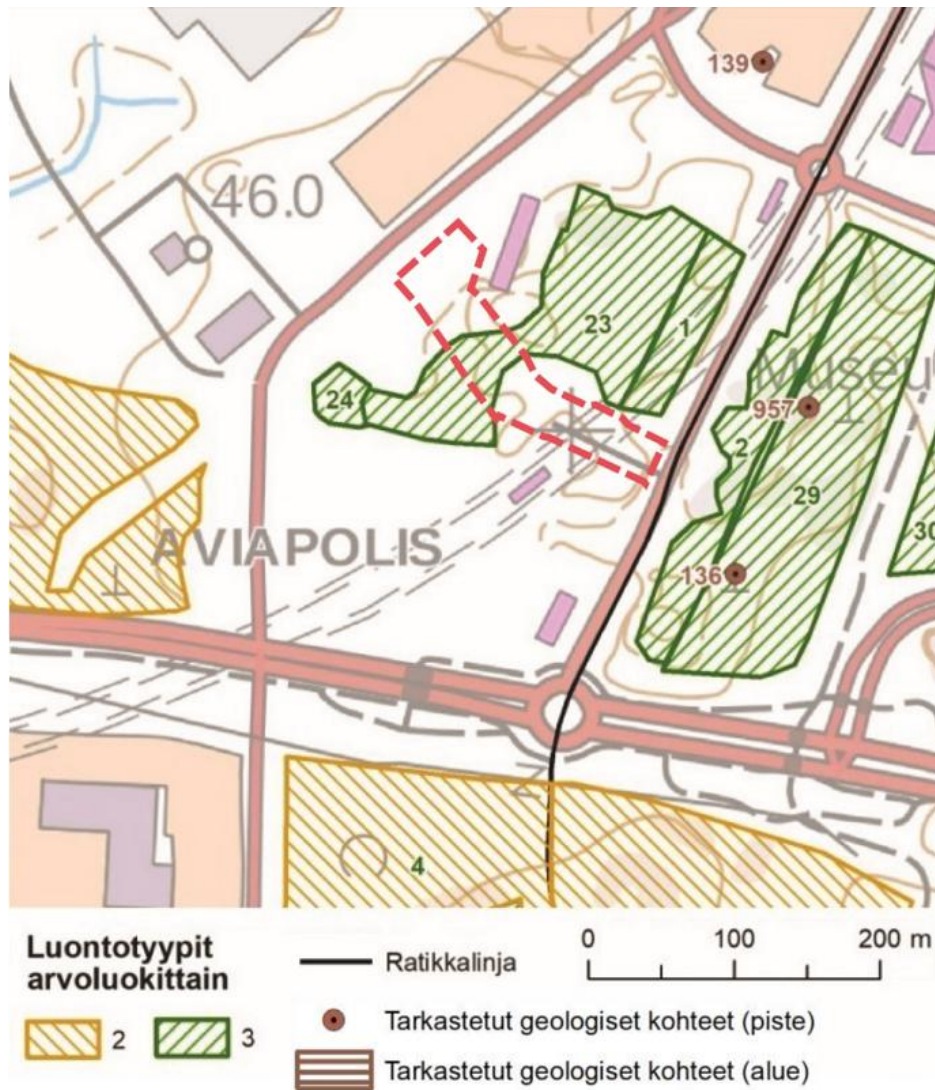 139
46.0
23
1
Museu
24
957
2
29
30
AVIAPOLIS
136
4
Luontotyypit
arvoluokittain
2
3
Ratikkalinja
0 100 200 m
Tarkastetut geologiset kohteet (piste)
Tarkastetut geologiset kohteet (alue)